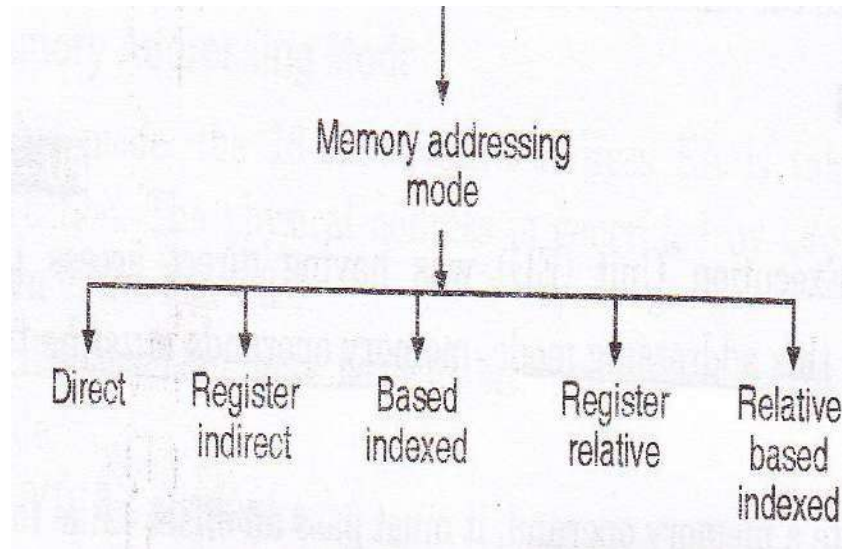 Memory addressing
mode
Direct
Register
indirect
Based
indexed
Register
relative
Relative
based
indexed